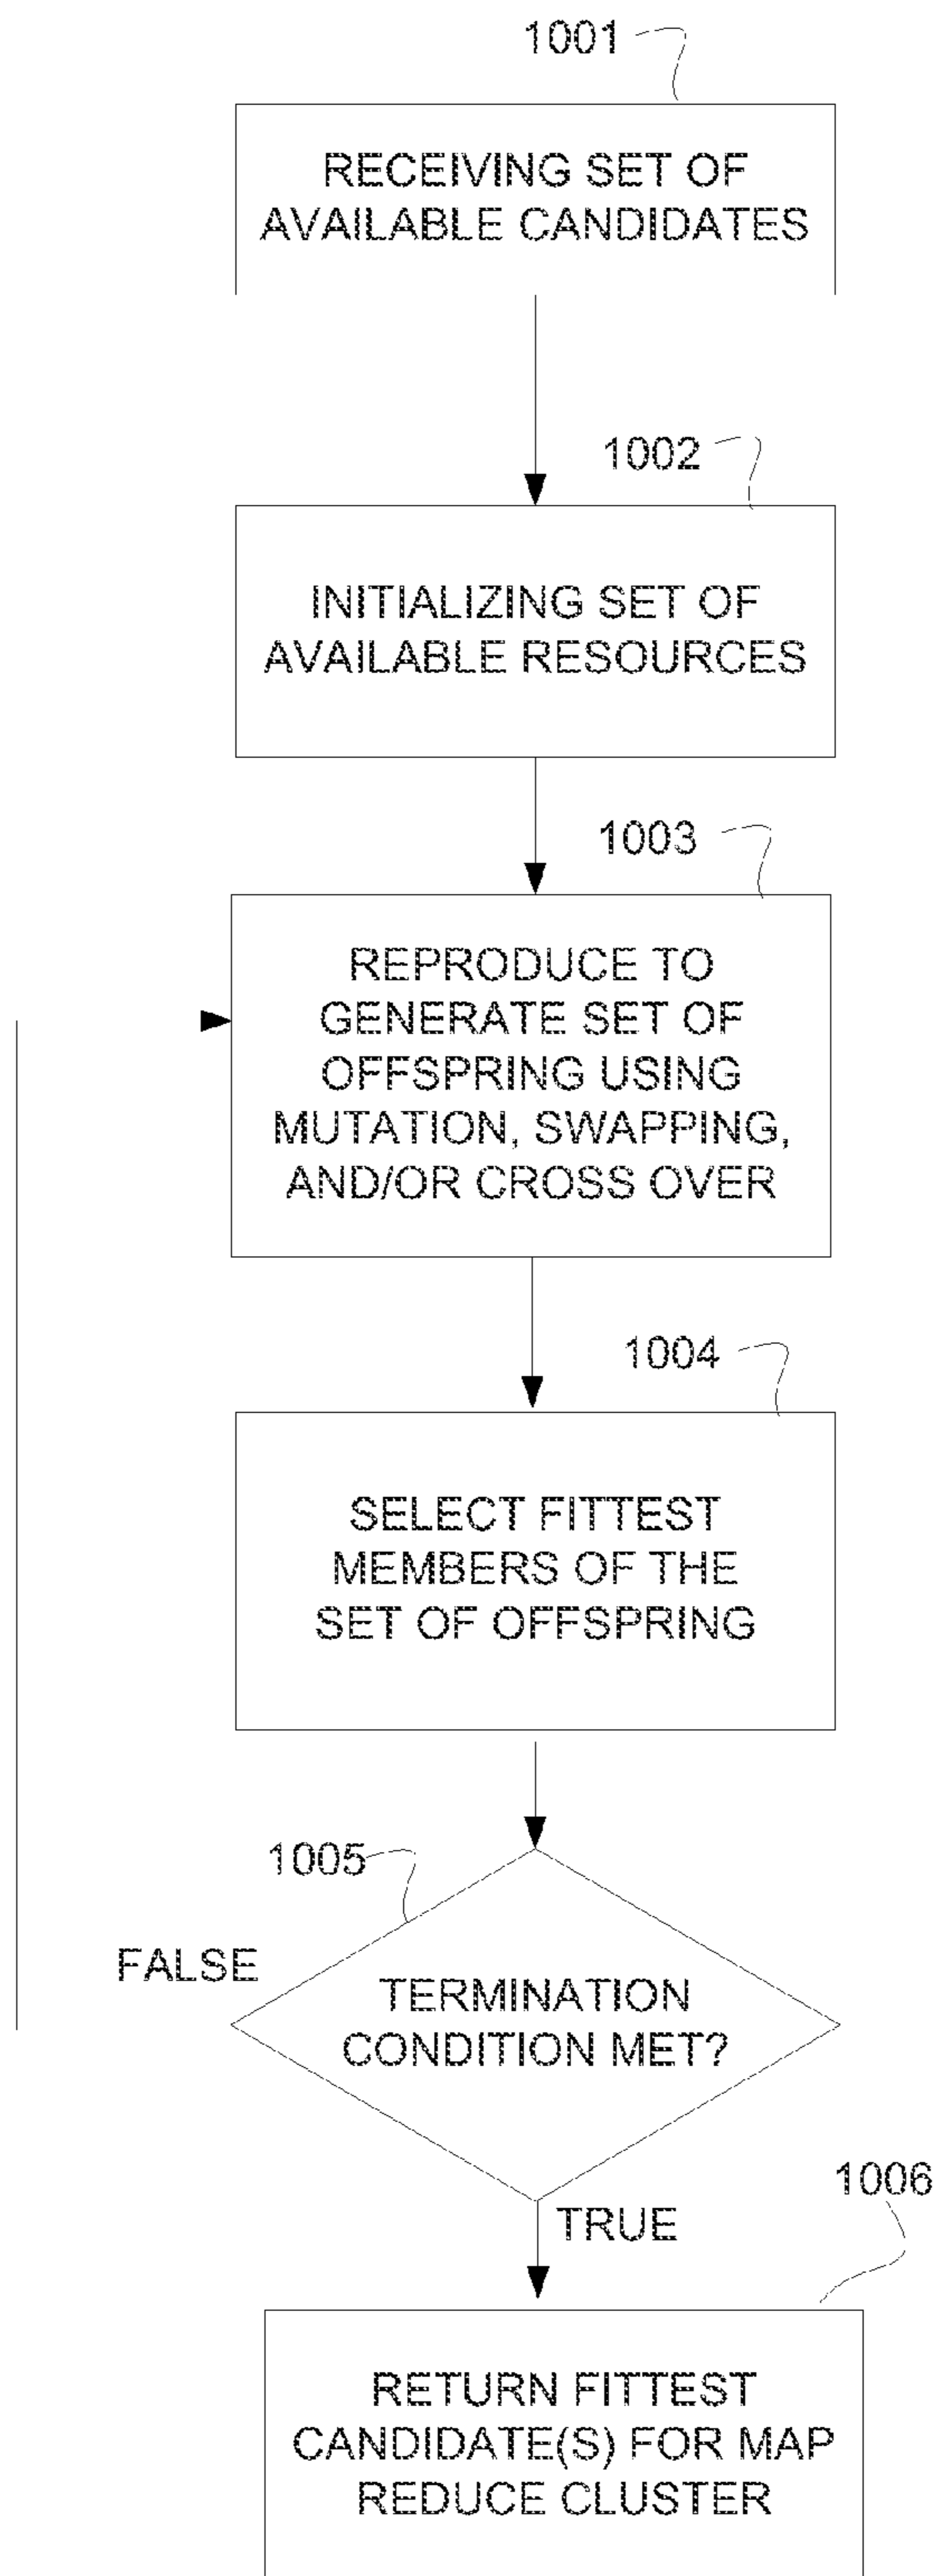 1001
RECEIVING SET OF
AVAILABLE CANDIDATES
1002
INITIALIZING SET OF
AVAILABLE RESOURCES
1003
REPRODUCE TO
GENERATE SET OF
OFFSPRING USING
MUTATION, SWAPPING,
AND/OR CROSS OVER
1004
SELECT FITTEST
MEMBERS OF THE
SET OF OFFSPRING
1005
FALSE
TERMINATION
CONDITION MET?
1006
TRUE
RETURN FITTEST
CANDIDATE(S) FOR MAP
REDUCE CLUSTER